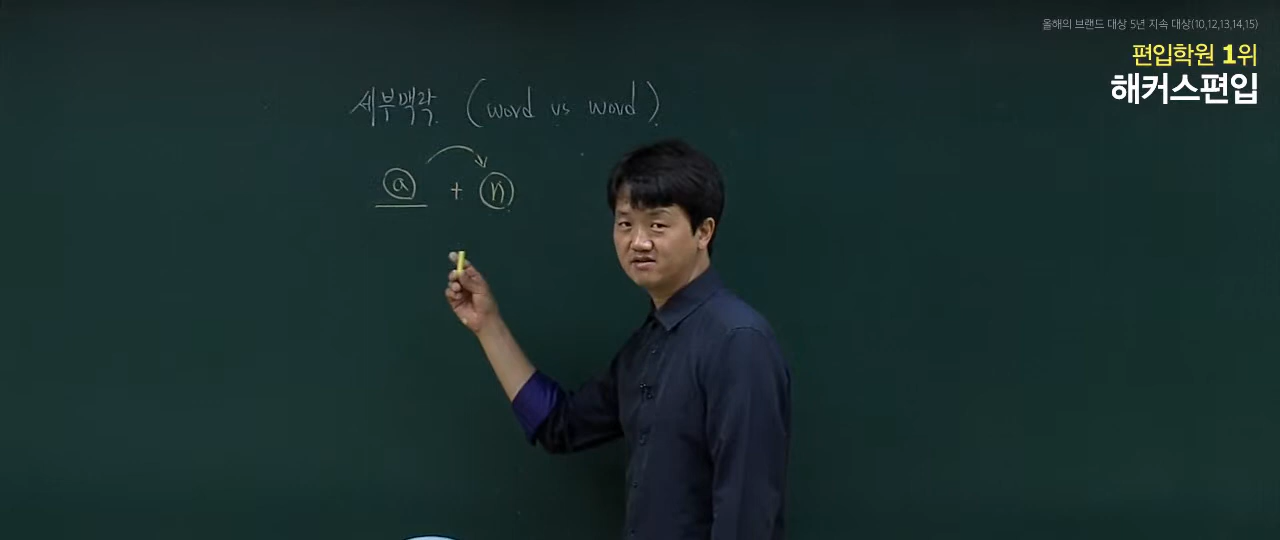 올해의 브랜드 대상 5년 지속 대상(10,12,13,14,15)
편입학원 1위
해커스편입
세부맥락 (word vs word)
ⓐ + ⓝ